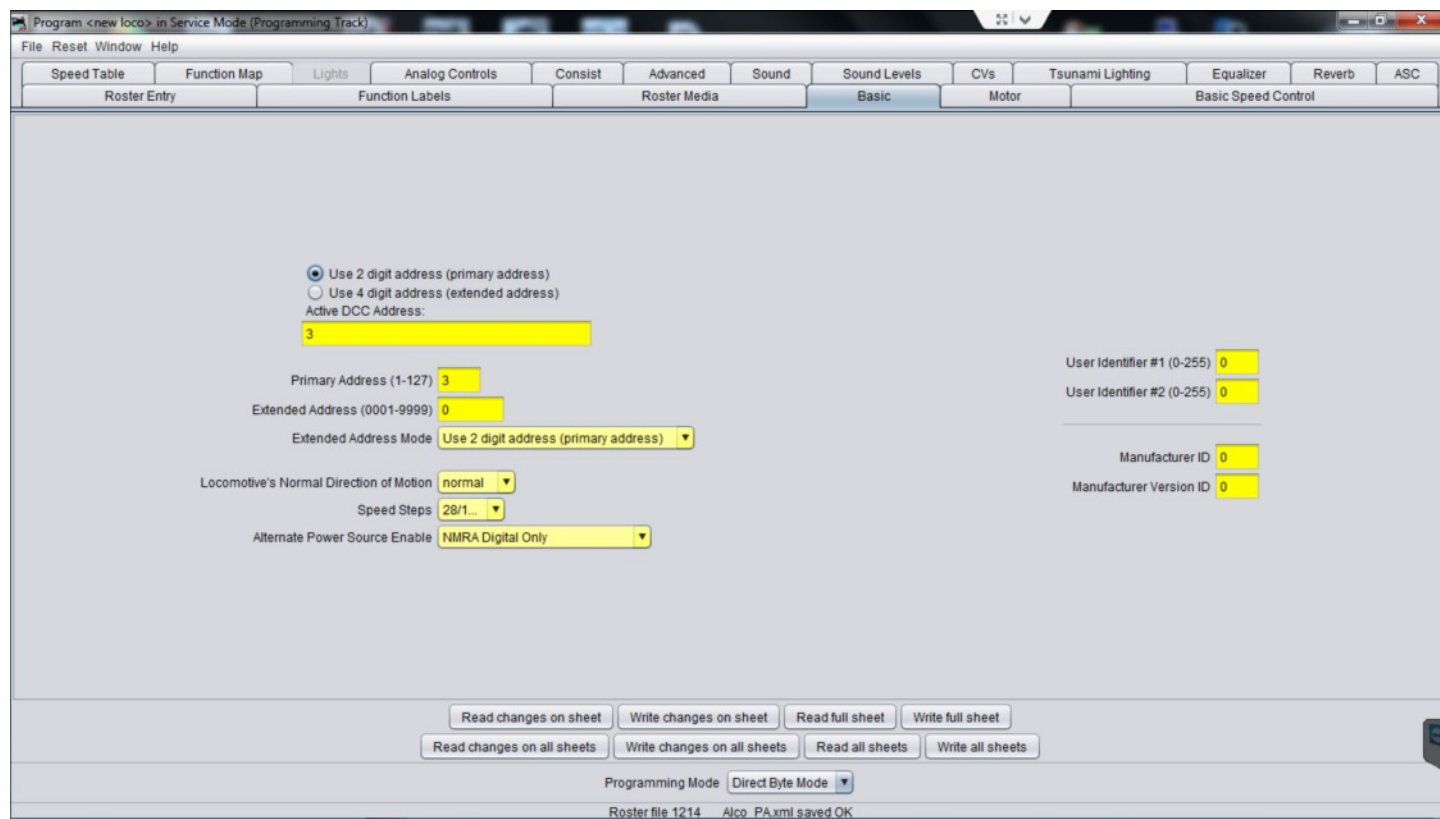 Program <new loco> in Service Mode (Programming Track)
File Reset Window Help
Speed Table Function Map Lights Analog Controls Consist Advanced Sound Sound Levels CVs Tsunami Lighting Equalizer Reverb ASC
Roster Entry Function Labels Roster Media Basic Motor Basic Speed Control
Use 2 digit address (primary address)
Use 4 digit address (extended address)
Active DCC Address:
3
Primary Address (1-127) 3
Extended Address (0001-9999) 0
Extended Address Mode Use 2 digit address (primary address)
Locomotive's Normal Direction of Motion normal
Speed Steps 28/1...
Alternate Power Source Enable NMRA Digital Only
User Identifier #1 (0-255) 0
User Identifier #2 (0-255) 0
Manufacturer ID 0
Manufacturer Version ID 0
Read changes on sheet Write changes on sheet Read full sheet Write full sheet
Read changes on all sheets Write changes on all sheets Read all sheets Write all sheets
Programming Mode Direct Byte Mode
Roster file 1214 Alco_PA.xml saved OK